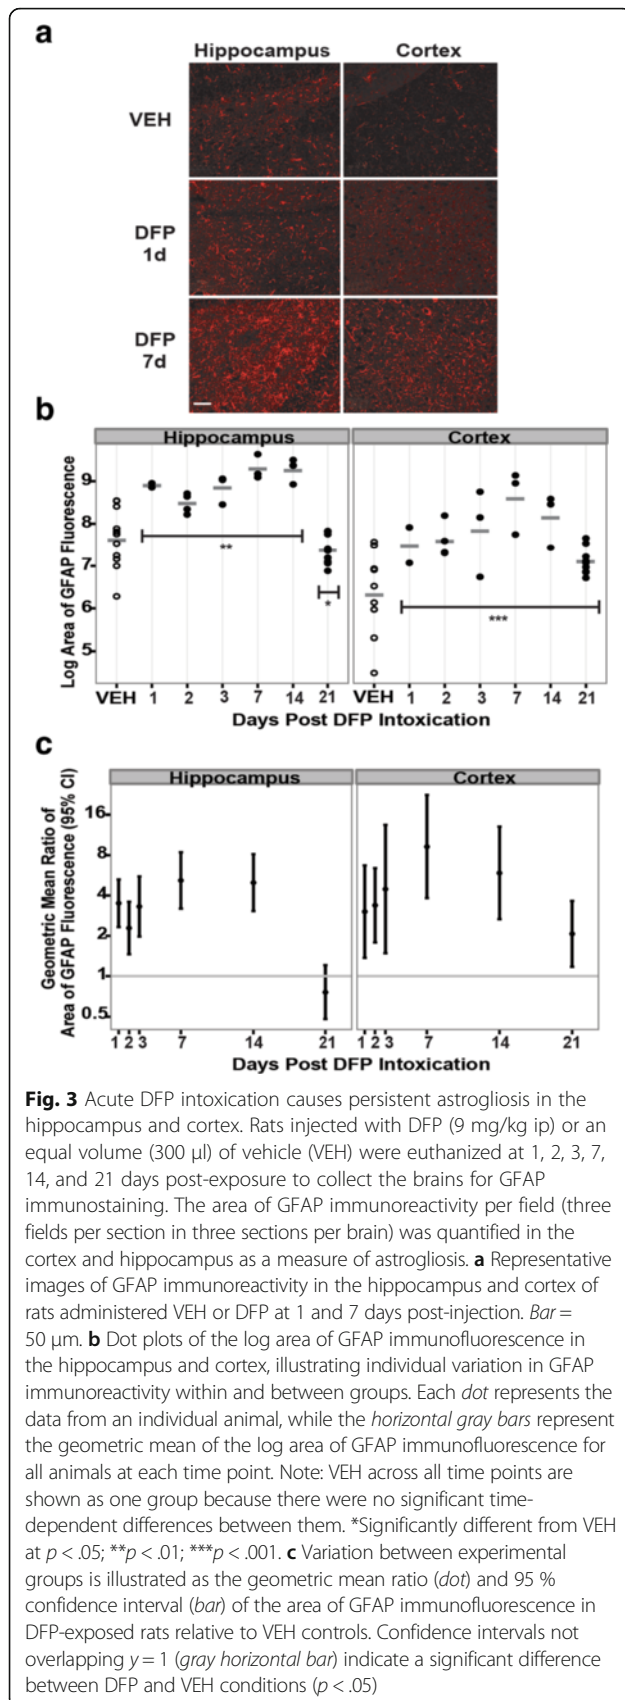 a
Hippocampus Cortex
VEH
DFP
1d
DFP
7d
b
Hippocampus Cortex
Log Area of GFAP Fluorescence
9
8
7
6
5
**
*
***
VEH 1 2 3 7 14 21 VEH 1 2 3 7 14 21
Days Post DFP Intoxication Days Post DFP Intoxication
c
Hippocampus Cortex
Geometric Mean Ratio of
Area of GFAP Fluorescence (95% CI)
16
8
4
2
1
0.5
1 2 3 7 14 21 1 2 3 7 14 21
Days Post DFP Intoxication Days Post DFP Intoxication
Fig. 3 Acute DFP intoxication causes persistent astrogliosis in the
hippocampus and cortex. Rats injected with DFP (9 mg/kg ip) or an
equal volume (300 μl) of vehicle (VEH) were euthanized at 1, 2, 3, 7,
14, and 21 days post-exposure to collect the brains for GFAP
immunostaining. The area of GFAP immunoreactivity per field (three
fields per section in three sections per brain) was quantified in the
cortex and hippocampus as a measure of astrogliosis. a Representative
images of GFAP immunoreactivity in the hippocampus and cortex of
rats administered VEH or DFP at 1 and 7 days post-injection. Bar =
50 μm. b Dot plots of the log area of GFAP immunofluorescence in
the hippocampus and cortex, illustrating individual variation in GFAP
immunoreactivity within and between groups. Each dot represents the
data from an individual animal, while the horizontal gray bars represent
the geometric mean of the log area of GFAP immunofluorescence for
all animals at each time point. Note: VEH across all time points are
shown as one group because there were no significant time-
dependent differences between them. *Significantly different from VEH
at p < .05; **p < .01; ***p < .001. c Variation between experimental
groups is illustrated as the geometric mean ratio (dot) and 95 %
confidence interval (bar) of the area of GFAP immunofluorescence in
DFP-exposed rats relative to VEH controls. Confidence intervals not
overlapping y = 1 (gray horizontal bar) indicate a significant difference
between DFP and VEH conditions (p < .05)